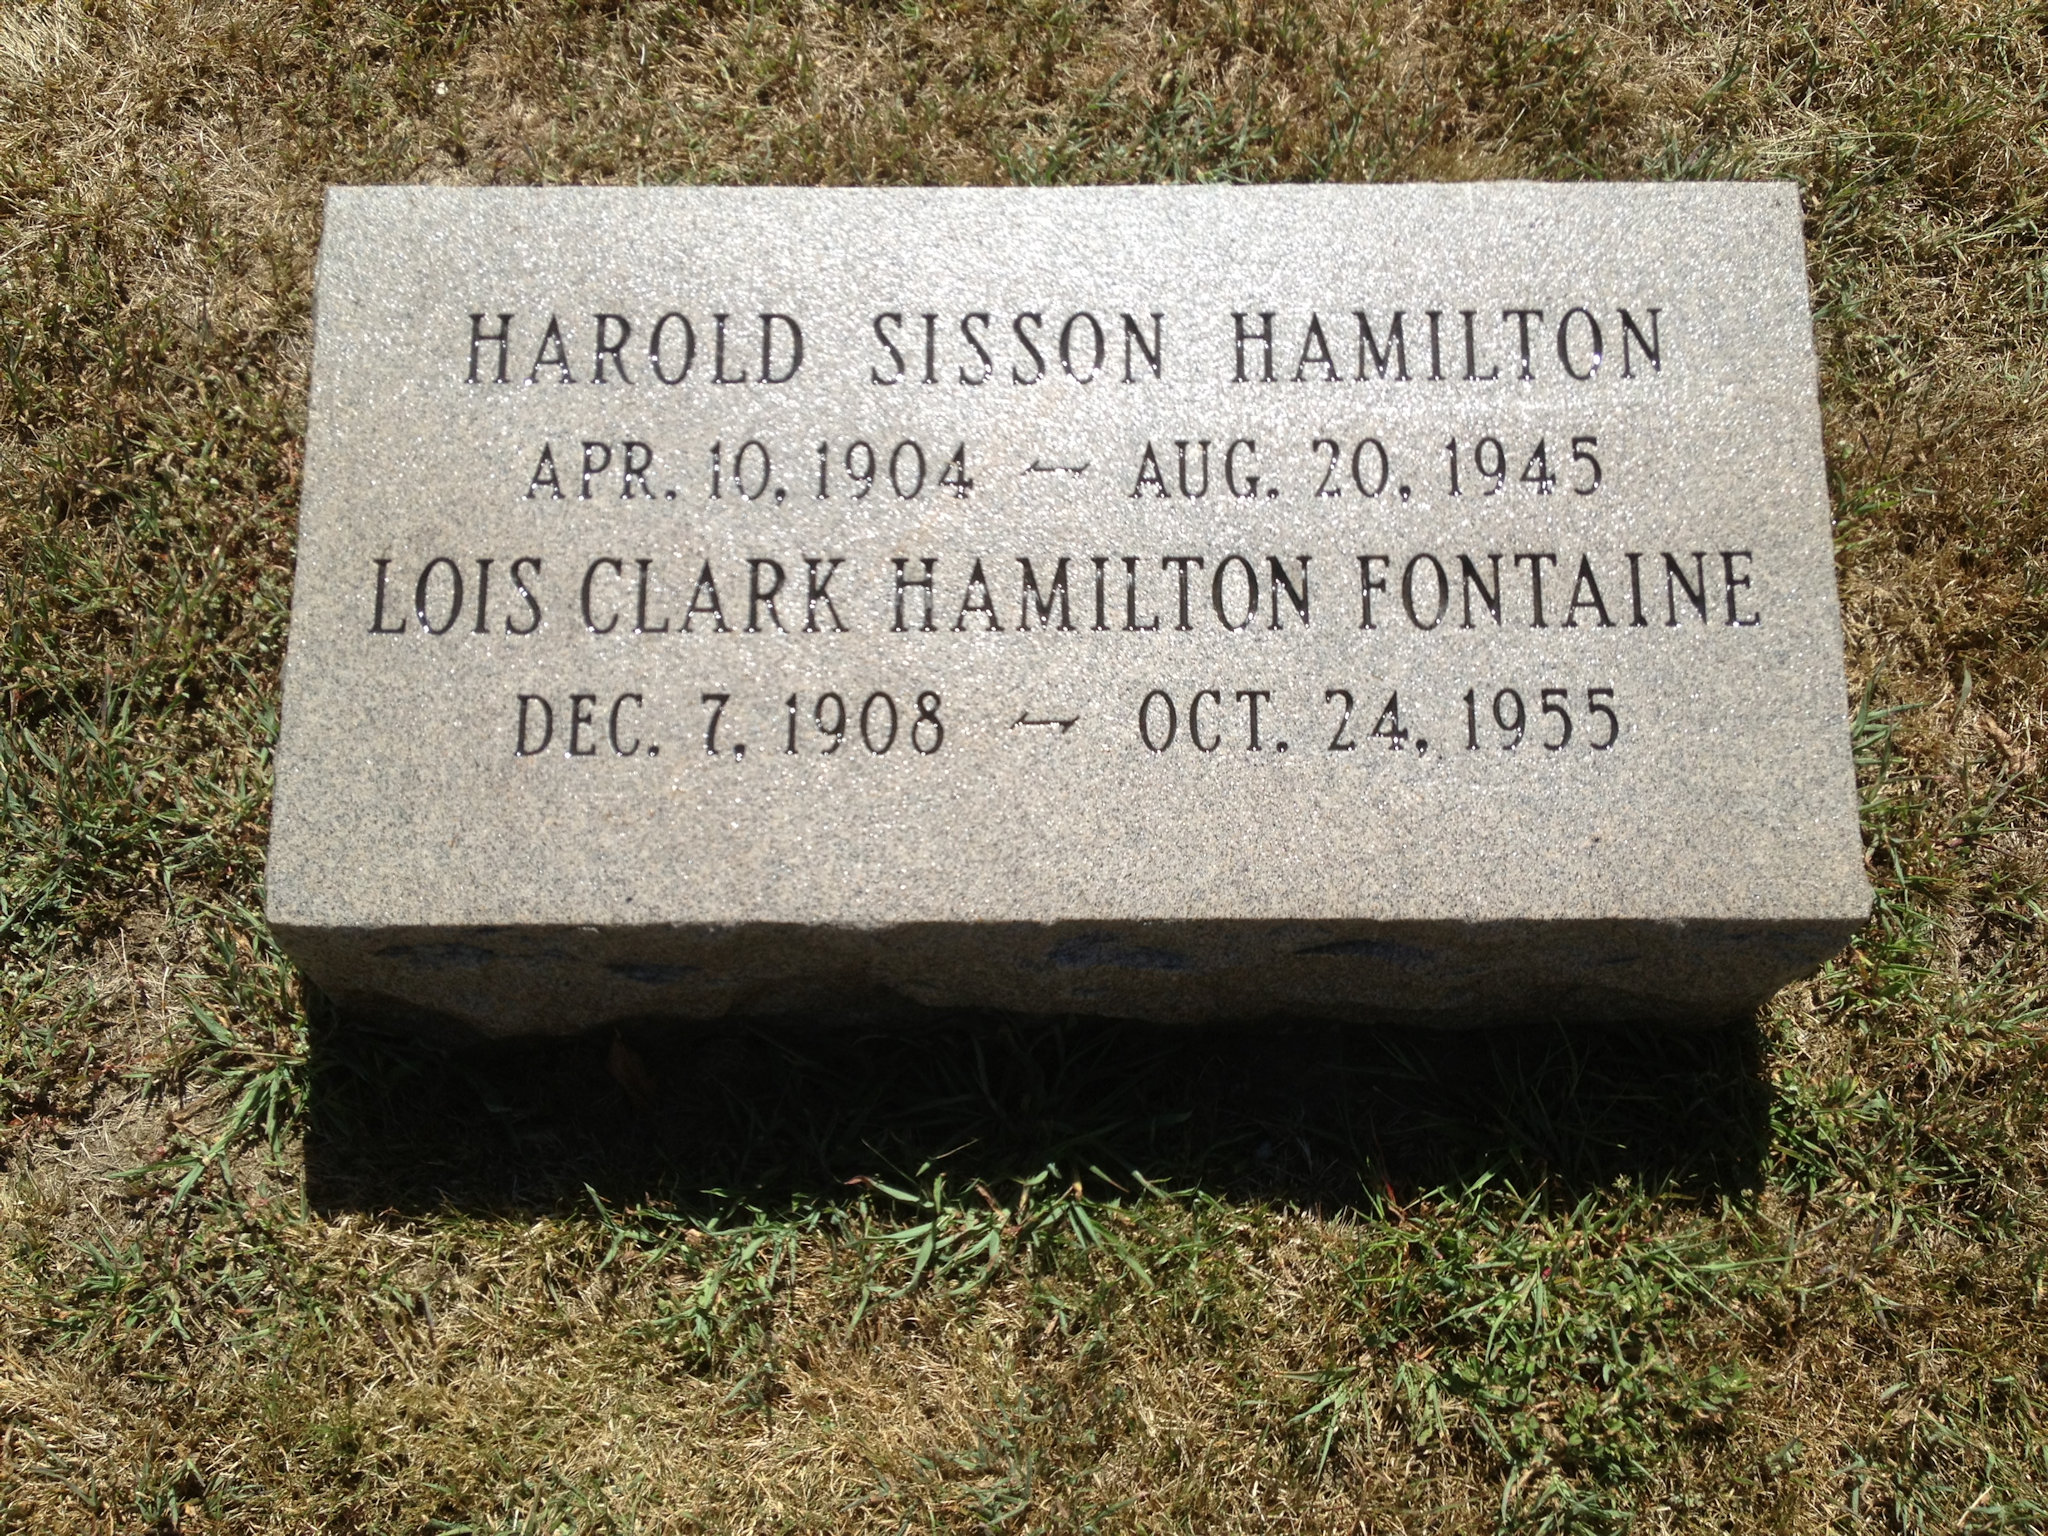 HAROLD SISSON HAMILTON
APR. 10, 1904 ~ AUG. 20, 1945
LOIS CLARK HAMILTON FONTAINE
DEC. 7, 1908 ~ OCT. 24, 1955